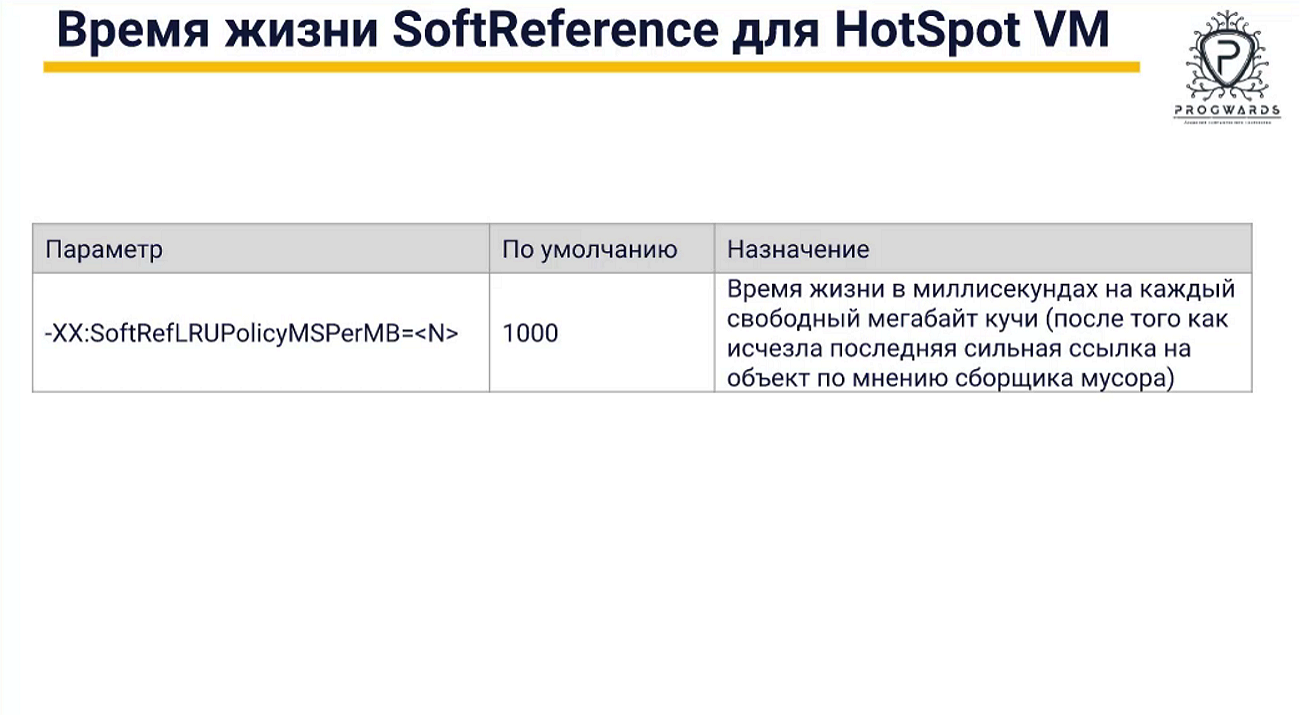 Время жизни SoftReference для HotSpot VM
PROGWARDS
Параметр
По умолчанию
Назначение
-XX:SoftRefLRUPolicyMSPerMB=<N>
1000
Время жизни в миллисекундах на каждый
свободный мегабайт кучи (после того как
исчезла последняя сильная ссылка на
объект по мнению сборщика мусора)